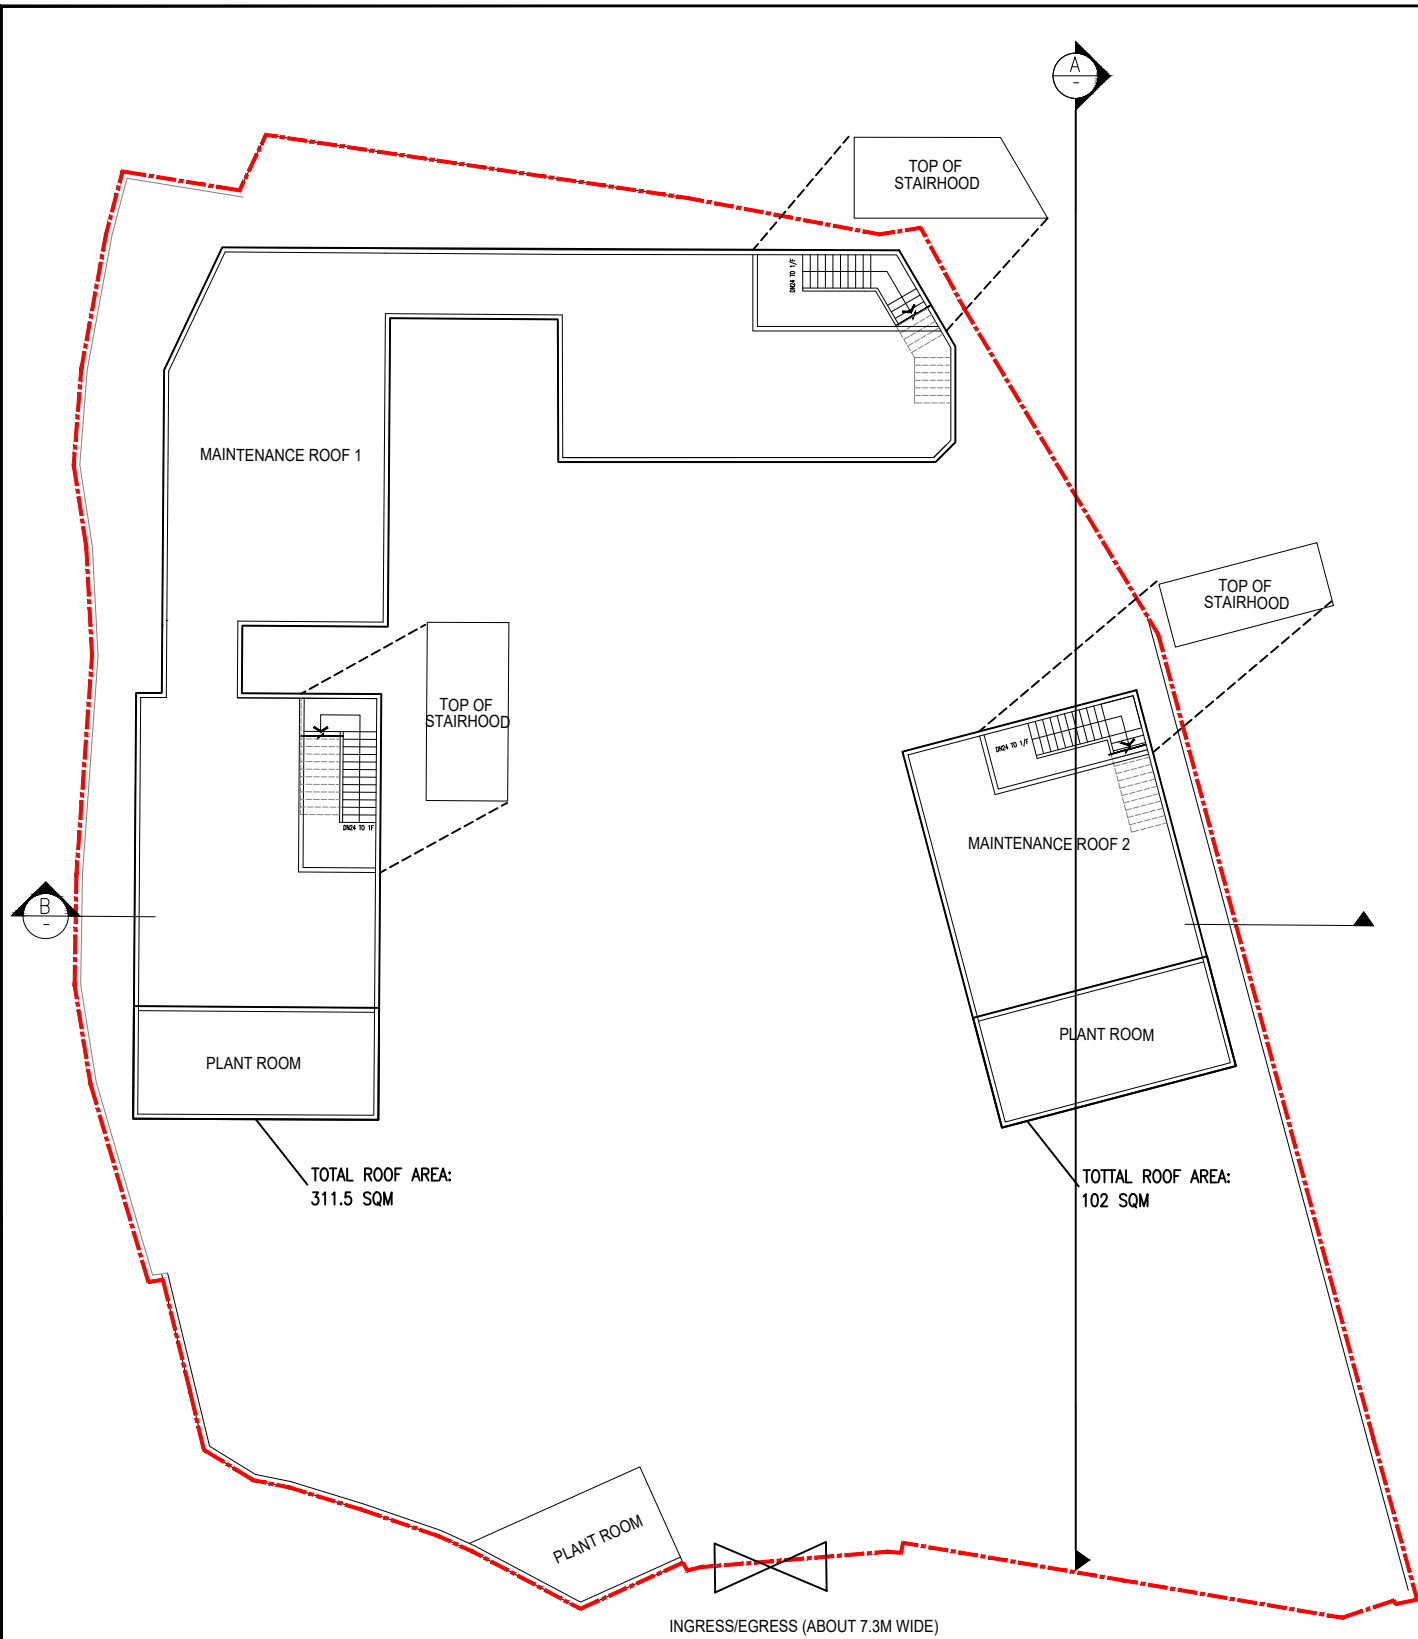 A
-
TOP OF
STAIRHOOD
DN24 TO 1/F
MAINTENANCE ROOF 1
TOP OF
STAIRHOOD
TOP OF
STAIRHOOD
DN24 TO 1/F
DN24 TO 1F
MAINTENANCE ROOF 2
B
-
PLANT ROOM
PLANT ROOM
TOTAL ROOF AREA:
311.5 SQM
TOTTAL ROOF AREA:
102 SQM
PLANT ROOM
INGRESS/EGRESS (ABOUT 7.3M WIDE)